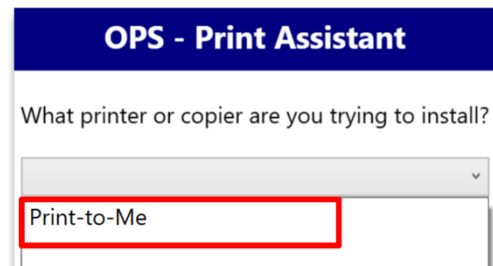 OPS - Print Assistant
What printer or copier are you trying to install?
Print-to-Me